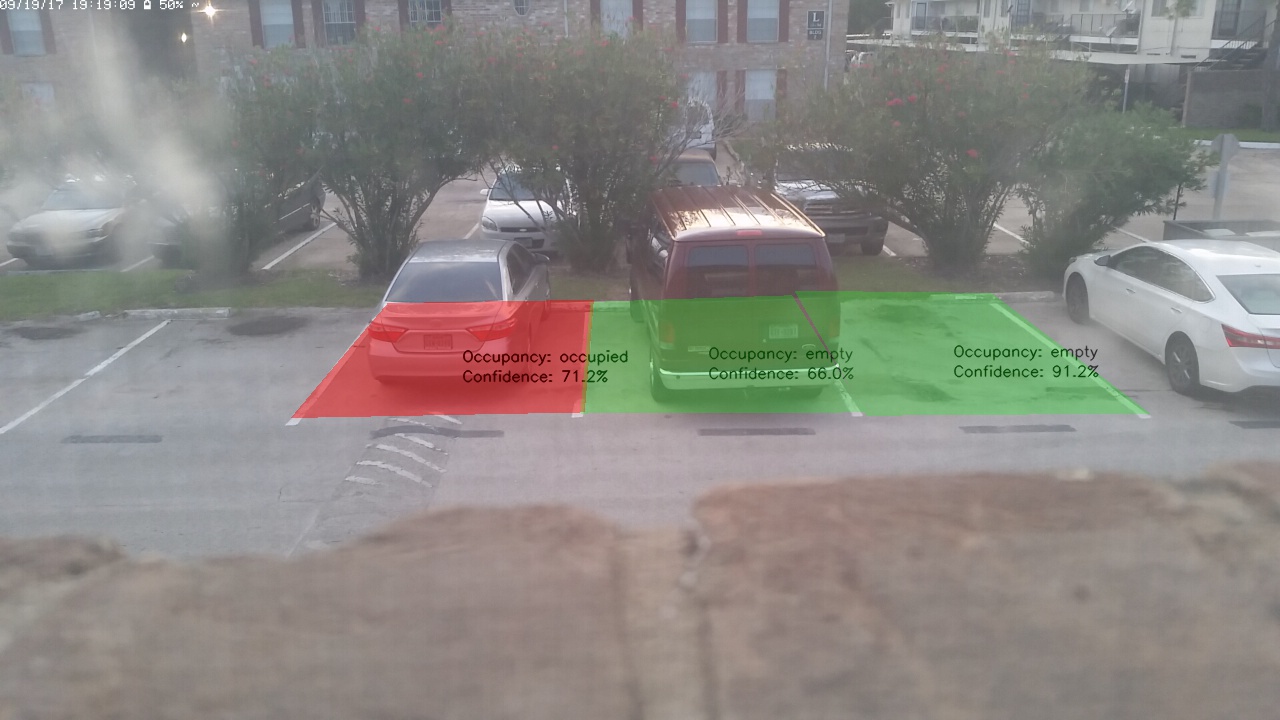 09/19/17 19:19:09 50% ~
L
Occupancy: occupied
Confidence: 71.2%
Occupancy: empty
Confidence: 66.0%
Occupancy: empty
Confidence: 91.2%